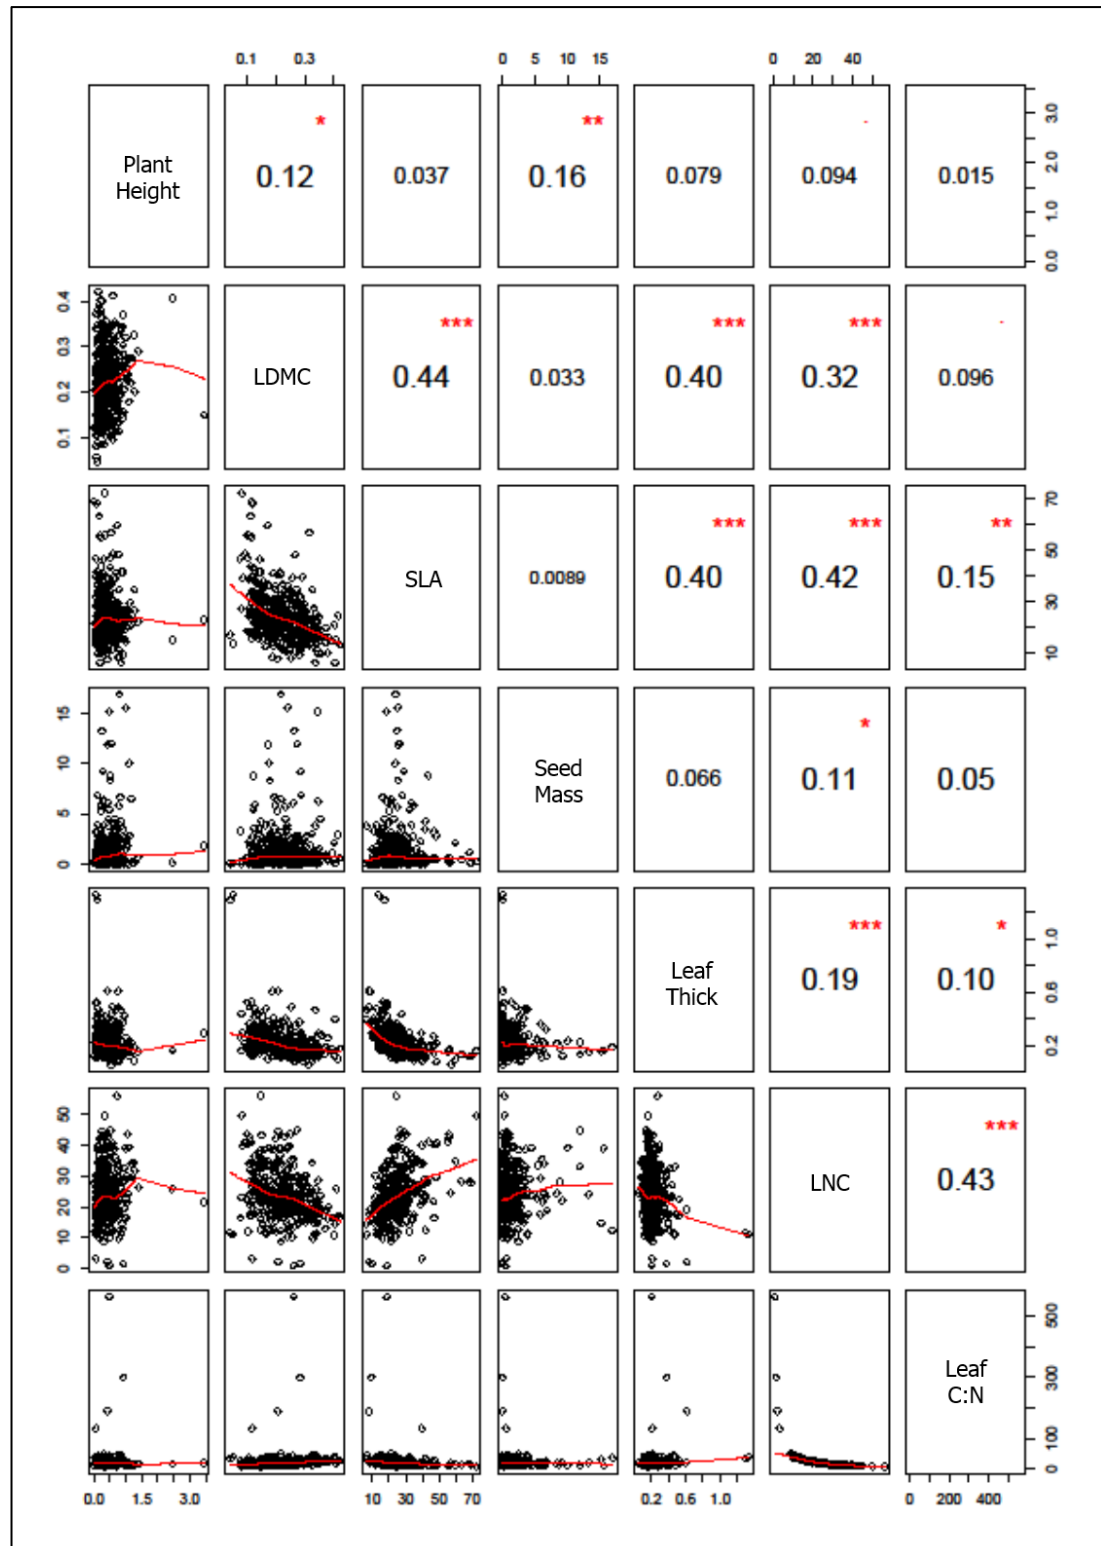 0.1 0.3 0 5 10 15 0 20 40
* ** .
Plant
Height
0.12 0.037 0.16 0.079 0.094 0.015
0.0 1.0 2.0 3.0
*** *** *** .
0.1 0.2 0.3 0.4
LDMC 0.44 0.033 0.40 0.32 0.096
*** *** **
SLA 0.0089 0.40 0.42 0.15
10 30 50 70
*
0 5 10 15
Seed
Mass
0.066 0.11 0.05
*** *
Leaf
Thick
0.19 0.10
0.2 0.6 1.0
***
0 10 20 30 40 50
LNC 0.43
Leaf
C:N
0 100 300 500
0.0 1.5 3.0 10 30 50 70 0.2 0.6 1.0 0 200 400